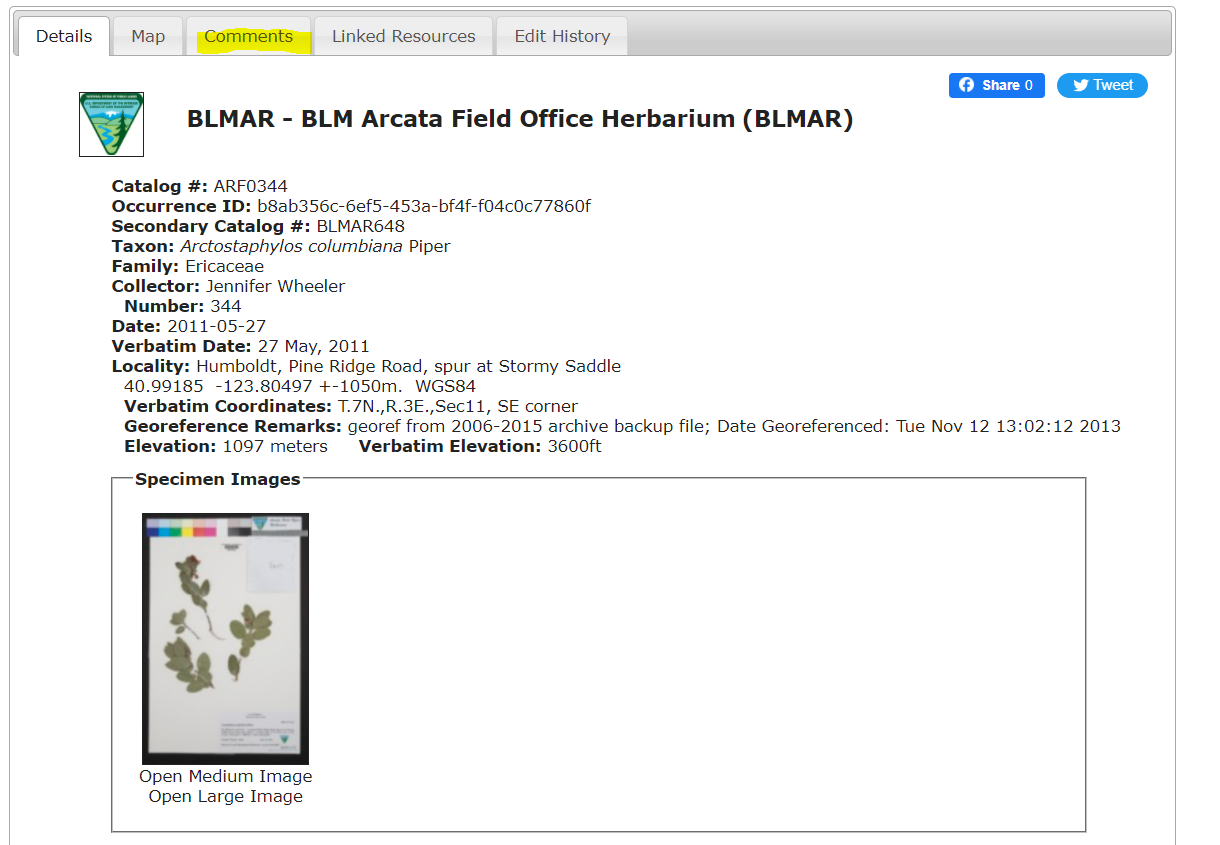 Details Map Comments Linked Resources Edit History
Share 0 Tweet
BLMAR - BLM Arcata Field Office Herbarium (BLMAR)
Catalog #: ARF0344
Occurrence ID: b8ab356c-6ef5-453a-bf4f-f04c0c77860f
Secondary Catalog #: BLMAR648
Taxon: Arctostaphylos columbiana Piper
Family: Ericaceae
Collector: Jennifer Wheeler
Number: 344
Date: 2011-05-27
Verbatim Date: 27 May, 2011
Locality: Humboldt, Pine Ridge Road, spur at Stormy Saddle
40.99185 -123.80497 +-1050m. WGS84
Verbatim Coordinates: T.7N.,R.3E.,Sec11, SE corner
Georeference Remarks: georef from 2006-2015 archive backup file; Date Georeferenced: Tue Nov 12 13:02:12 2013
Elevation: 1097 meters Verbatim Elevation: 3600ft
Specimen Images
Open Medium Image
Open Large Image